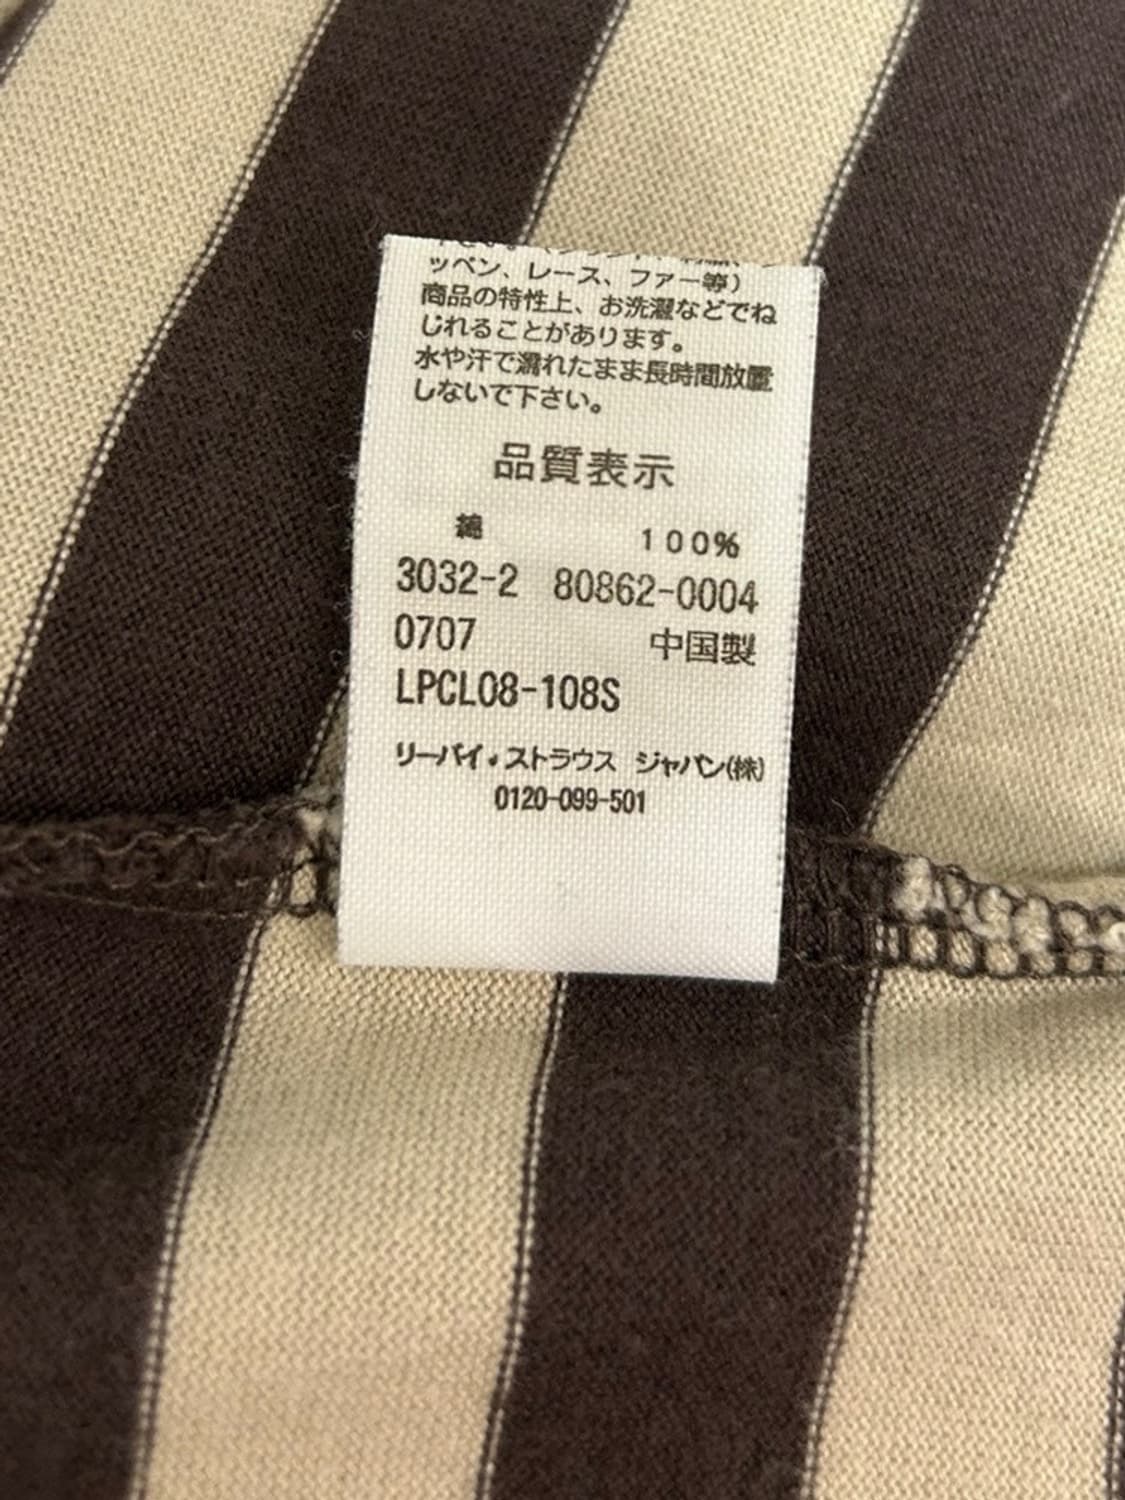 ッペン、レース、ファー等)
商品の特性上、お洗濯などでね
じれることがあります。
水や汗で濡れたまま長時間放置
しないで下さい。
品質表示
綿 100%
3032-2 80862-0004
0707 中国製
LPCL08-108S
リーバイ・ストラウス ジャパン(株)
0120-099-501